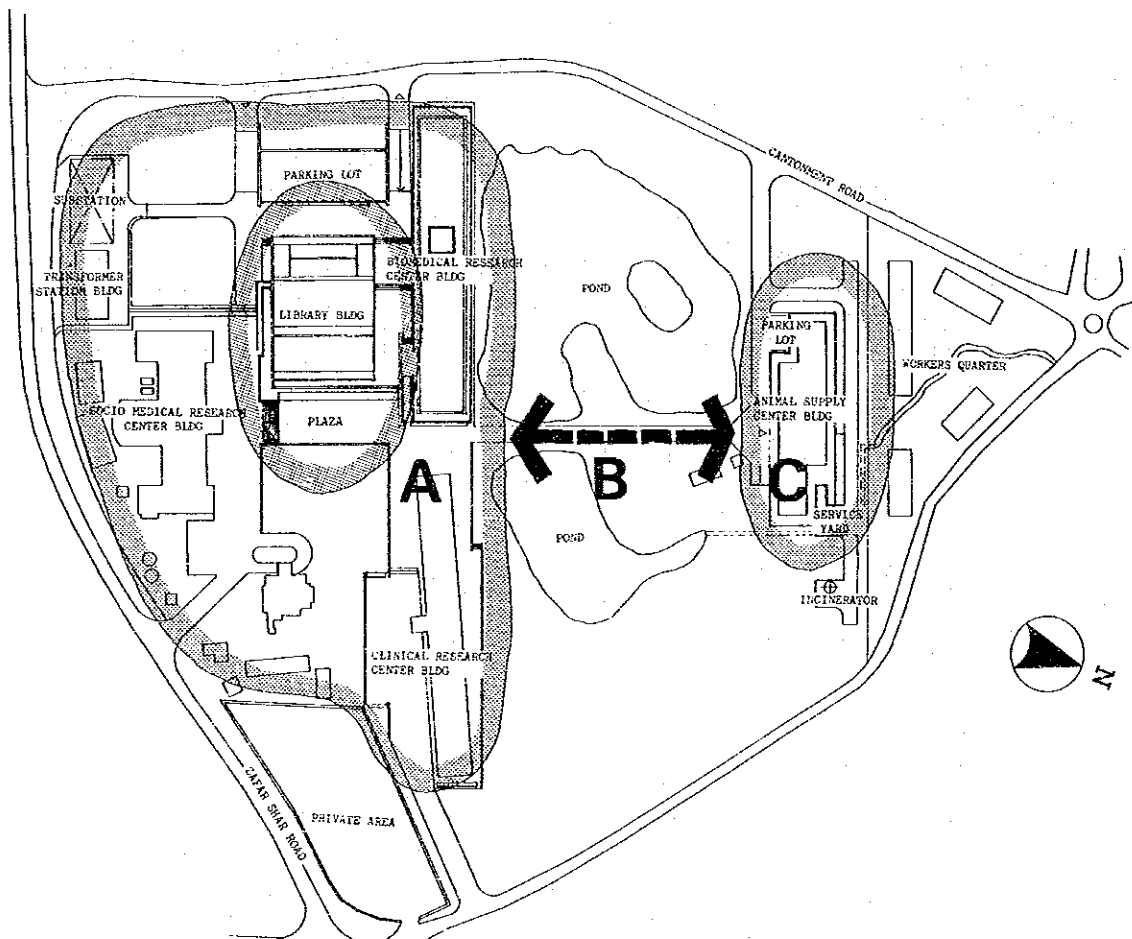 CANTONMENT ROAD
PARKING LOT
SUBSTATION
BIOMEDICAL RESEARCH
CENTER BLDG
TRANSFORMER
STATION BLDG
POND
LIBRARY BLDG
PARKING
LOT
WORKERS QUARTER
ANIMAL SUPPLY
CENTER BLDG
SOCIO MEDICAL RESEARCH
CENTER BLDG
PLAZA
A
B
C
SERVICE
YARD
POND
INCINERATOR
CLINICAL RESEARCH
CENTER BLDG
N
ZAFAR SHAR ROAD
PRIVATE AREA